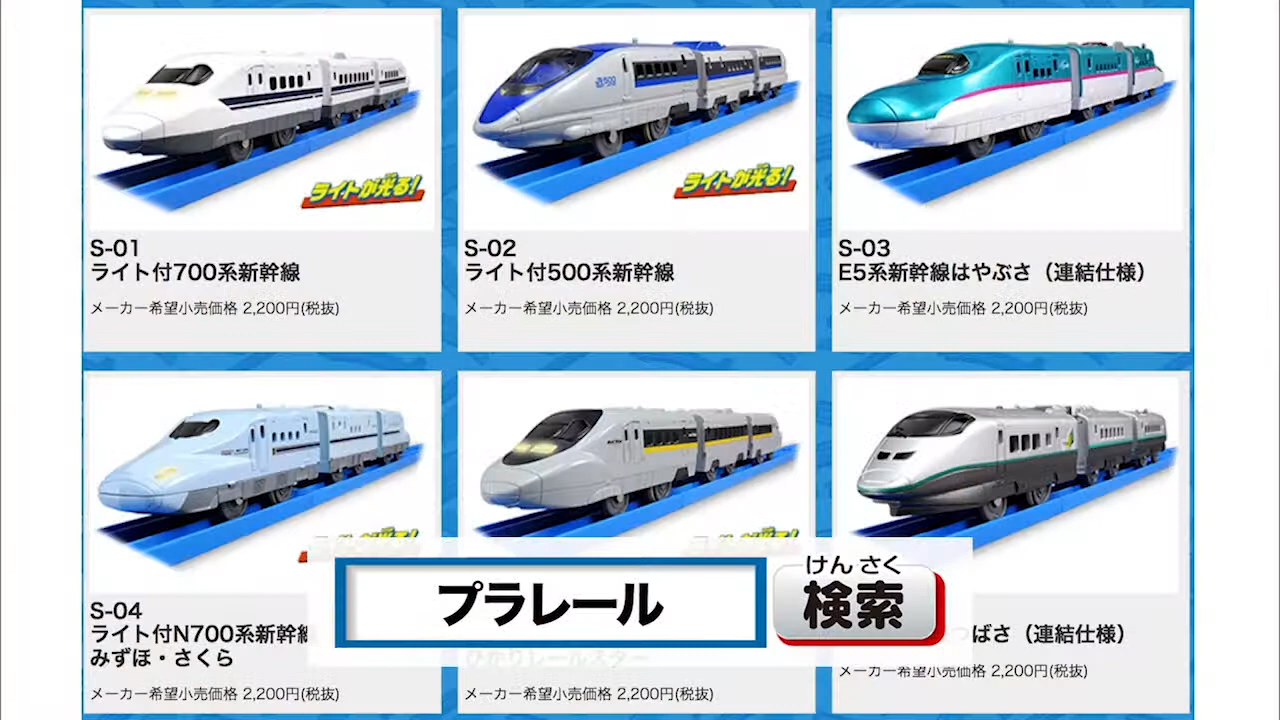 ライトが光る!
ライトが光る!
S-01
ライト付700系新幹線
メーカー希望小売価格 2,200円(税抜)
S-02
ライト付500系新幹線
メーカー希望小売価格 2,200円(税抜)
S-03
E5系新幹線はやぶさ（連結仕様）
メーカー希望小売価格 2,200円(税抜)
S-04
ライト付N700系新幹線
みずほ・さくら
メーカー希望小売価格 2,200円(税抜)
メーカー希望小売価格 2,200円(税抜)
つばさ（連結仕様）
メーカー希望小売価格 2,200円(税抜)
プラレール
けんさく
検索